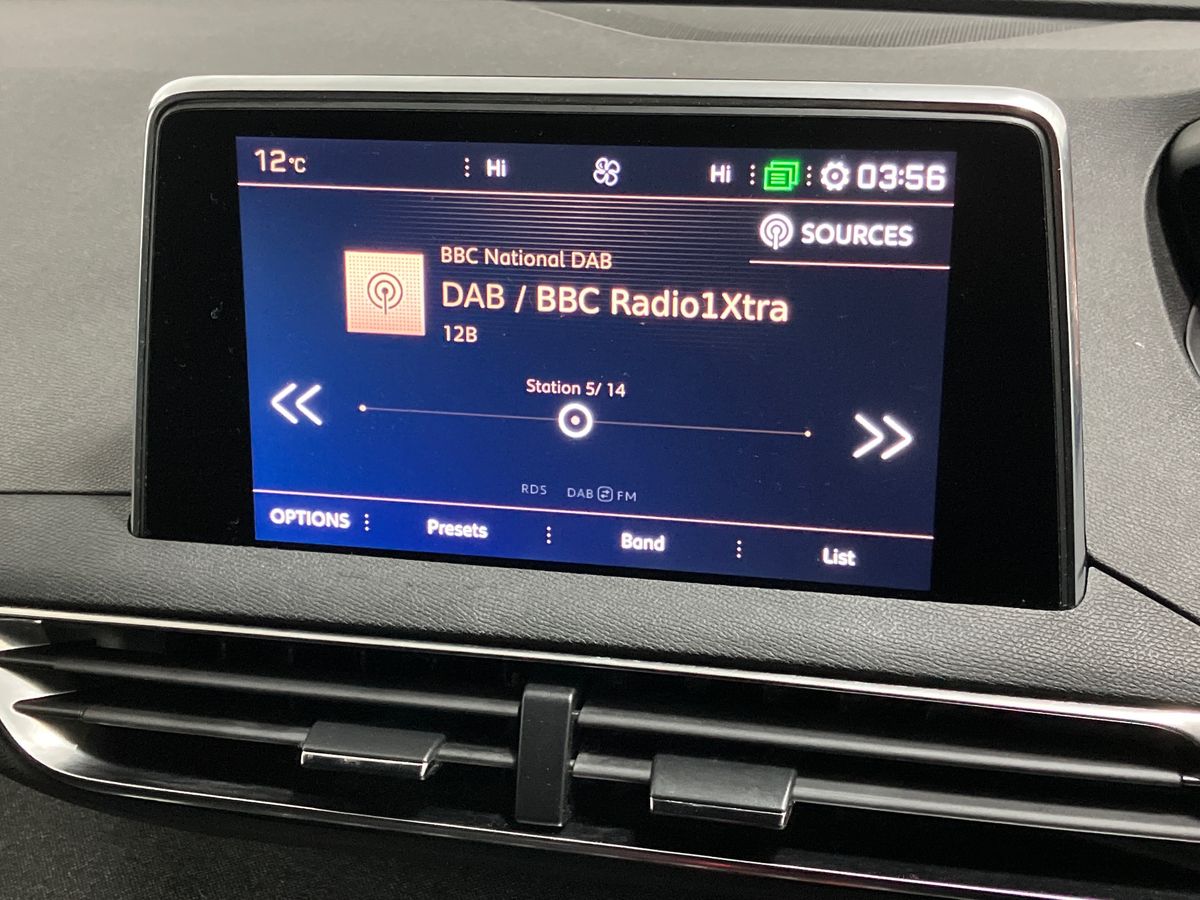 12°C Hi Hi 03:56
SOURCES
BBC National DAB
DAB / BBC Radio1Xtra
12B
Station 5/ 14
RDS DAB FM
OPTIONS Presets Band List